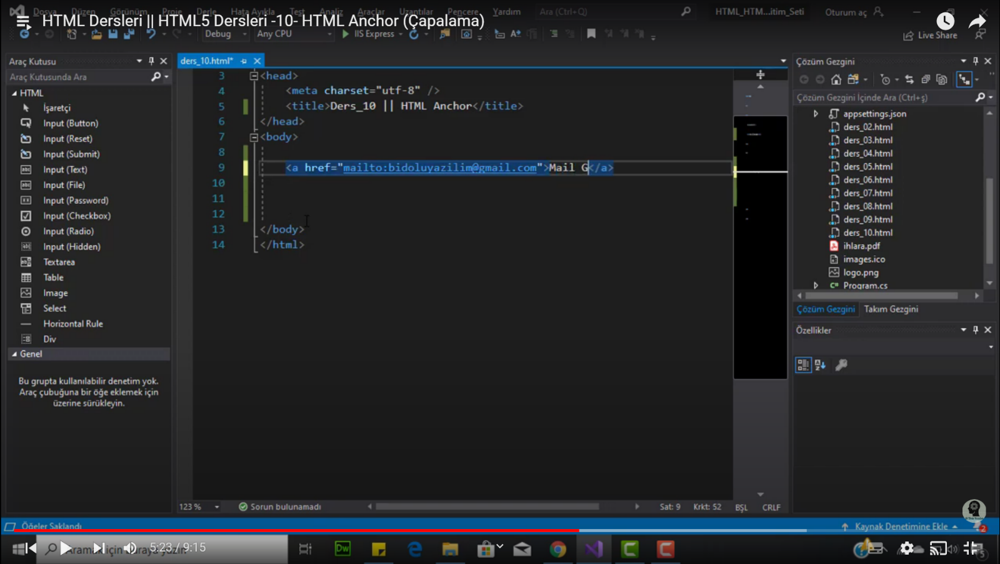 Dosya Düzen Görünüm Proje Derle Hata Ayıkla Test Analiz Araçlar Uzantılar Pencere Yardım Ara (Ctrl+Q) HTML_HTM...itim_Seti Oturum aç
HTML Dersleri || HTML5 Dersleri -10- HTML Anchor (Çapalama)
Debug Any CPU IIS Express Live Share
Araç Kutusu
Araç Kutusunda Ara
HTML
İşaretçi
Input (Button)
Input (Reset)
Input (Submit)
Input (Text)
Input (File)
Input (Password)
Input (Checkbox)
Input (Radio)
Input (Hidden)
Textarea
Table
Image
Select
Horizontal Rule
Div
Genel
Bu grupta kullanılabilir denetim yok.
Araç çubuğuna bir öğe eklemek için
üzerine sürükleyin.
ders_10.html*
3 <head>
4 <meta charset="utf-8" />
5 <title>Ders_10 || HTML Anchor</title>
6 </head>
7 <body>
8
9 <a href="mailto:bidoluyazilim@gmail.com">Mail G</a>
10
11
12
13 </body>
14 </html>
123 % Sorun bulunamadı Sat: 9 Krkt: 52 BŞL CRLF
Çözüm Gezgini
Çözüm Gezgini İçinde Ara (Ctrl+ş)
appsettings.json
ders_02.html
ders_03.html
ders_04.html
ders_05.html
ders_06.html
ders_07.html
ders_08.html
ders_09.html
ders_10.html
ihlara.pdf
images.ico
logo.png
C# Program.cs
Çözüm Gezgini Takım Gezgini
Özellikler
Öğeler Saklandı Kaynak Denetimine Ekle 2
Aramak için buraya yazın
5:23 / 9:15
Dw
5